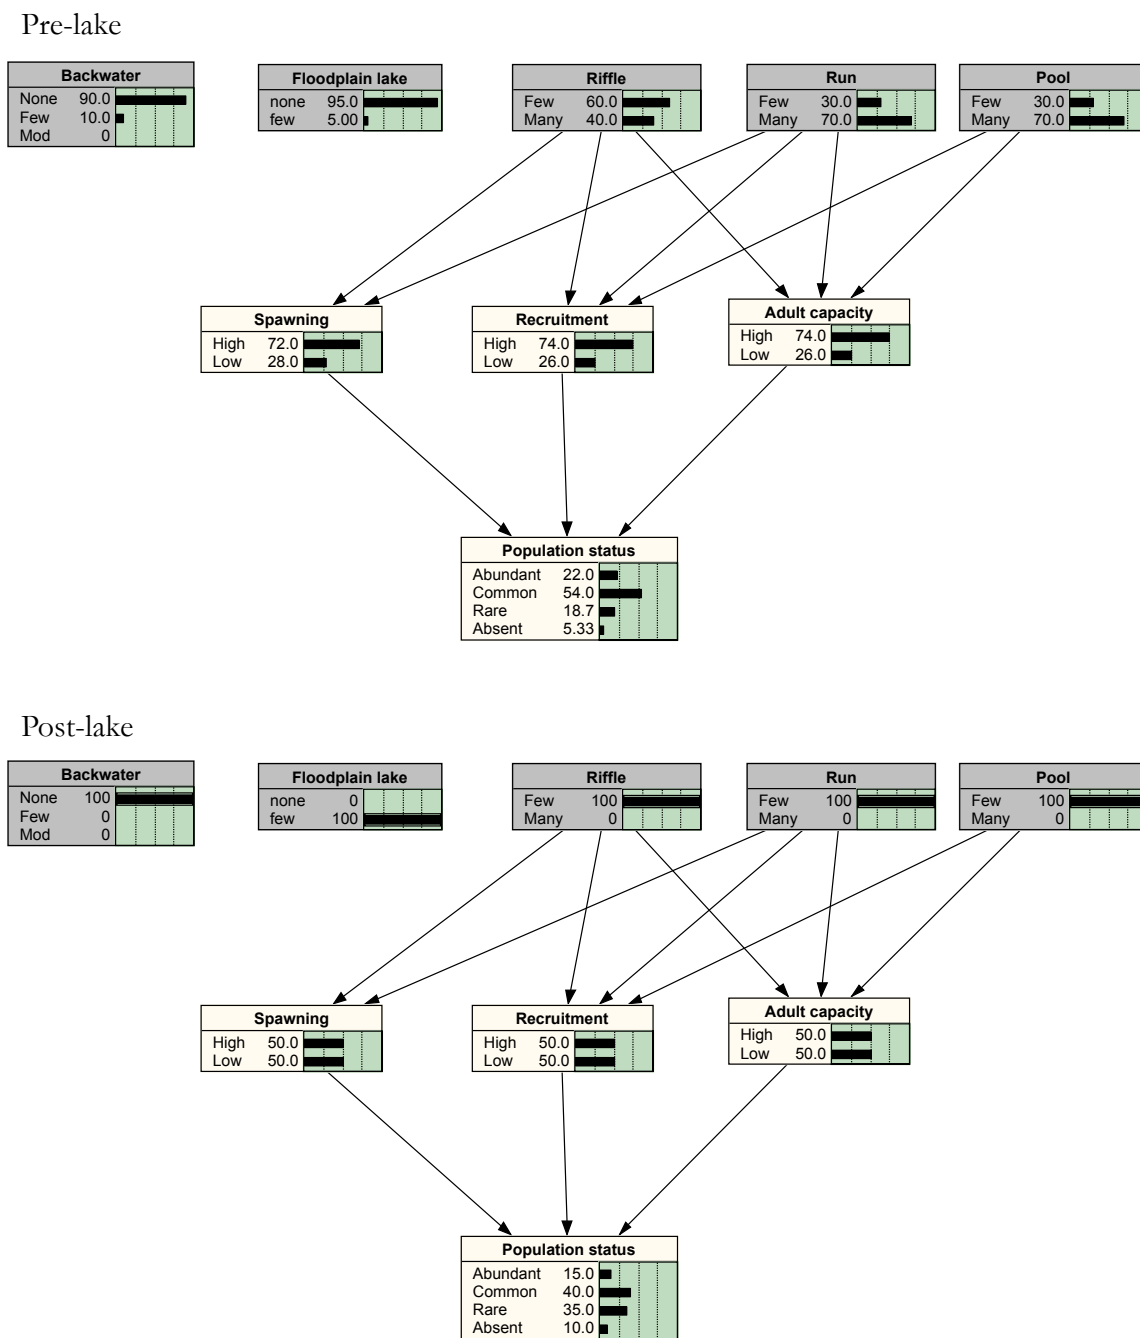 Pre-lake
Backwater
None 90.0
Few 10.0
Mod 0
Floodplain lake
none 95.0
few 5.00
Riffle
Few 60.0
Many 40.0
Run
Few 30.0
Many 70.0
Pool
Few 30.0
Many 70.0
Spawning
High 72.0
Low 28.0
Recruitment
High 74.0
Low 26.0
Adult capacity
High 74.0
Low 26.0
Population status
Abundant 22.0
Common 54.0
Rare 18.7
Absent 5.33
Post-lake
Backwater
None 100
Few 0
Mod 0
Floodplain lake
none 0
few 100
Riffle
Few 100
Many 0
Run
Few 100
Many 0
Pool
Few 100
Many 0
Spawning
High 50.0
Low 50.0
Recruitment
High 50.0
Low 50.0
Adult capacity
High 50.0
Low 50.0
Population status
Abundant 15.0
Common 40.0
Rare 35.0
Absent 10.0